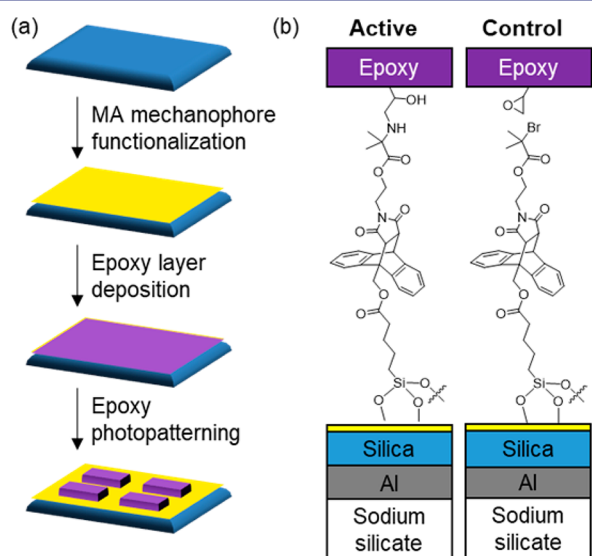 (a)
MA mechanophore
functionalization
Epoxy layer
deposition
Epoxy
photopatterning
(b)
Active
Control
Epoxy
Epoxy
OH
NH
O
O
N
O
O
O
O
Si
O
O
O
Silica
Al
Sodium
silicate
O
Br
O
O
N
O
O
O
O
Si
O
O
O
Silica
Al
Sodium
silicate